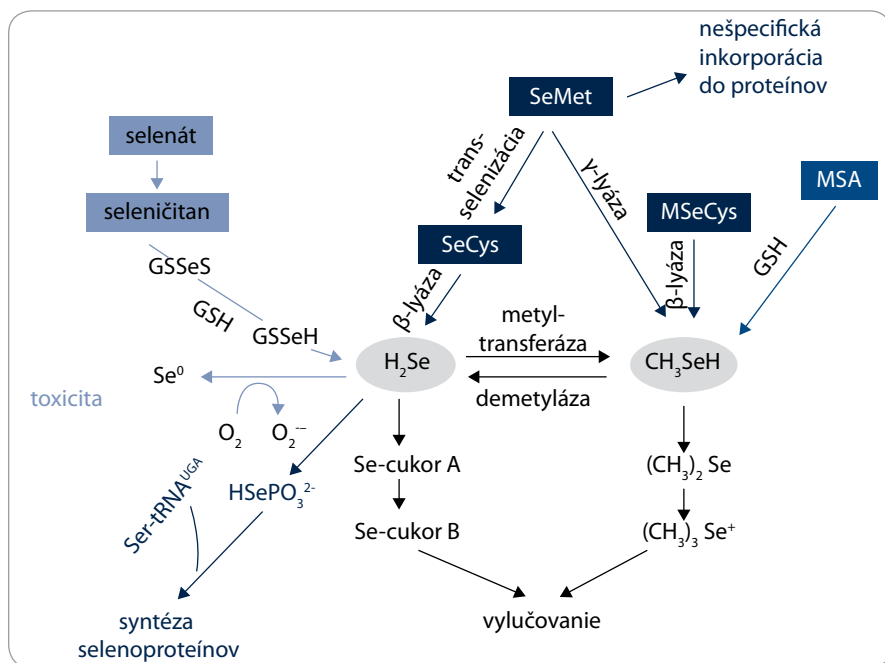 nešpecifická
inkorporácia
do proteínov
SeMet
selenát
trans-
selenizácia
γ-lyáza
MSA
seleničitan
MSeCys
SeCys
GSSeS
GSH
β-lyáza
β-lyáza
GSH
GSSeH
metyl-
transferáza
H₂Se
CH₃SeH
Se⁰
demetyláza
toxicita
O₂
O₂˙⁻
Se-cukor A
(CH₃)₂ Se
Ser-tRNAᵁᴳᴬ
HSePO₃²⁻
Se-cukor B
(CH₃)₃ Se⁺
syntéza
selenoproteínov
vylučovanie